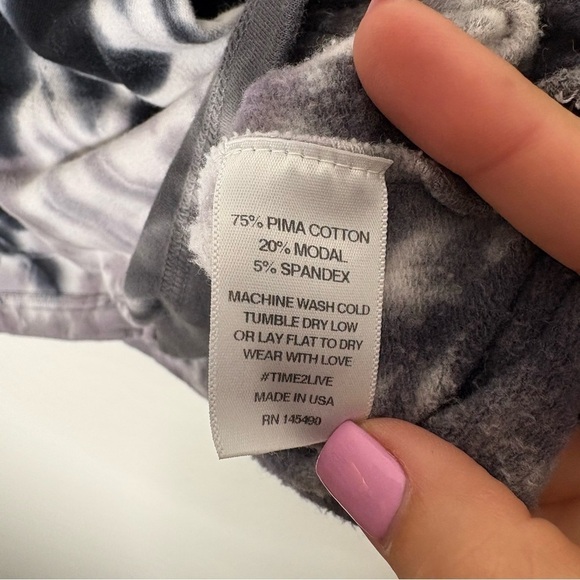 75% PIMA COTTON
20% MODAL
5% SPANDEX
MACHINE WASH COLD
TUMBLE DRY LOW
OR LAY FLAT TO DRY
WEAR WITH LOVE
#TIME2LIVE
MADE IN USA
RN 145490